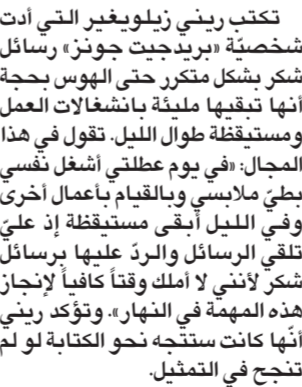 تكتب ريني زيلويغير التي أدت
شخصيّة «بريدجيت جونز» رسائل
شكر بشكل متكرر حتى الهوس بحجة
أنها تبقيها مليئة بانشغالات العمل
ومستيقظة طوال الليل. تقول في هذا
المجال: «في يوم عطلتي أشغل نفسي
بطيّ ملابسي وبالقيام بأعمال أخرى
وفي الليل أبقى مستيقظة إذ عليّ
تلقي الرسائل والردّ عليها برسائل
شكر لأنني لا أملك وقتاً كافياً لإنجاز
هذه المهمة في النهار». وتؤكد ريني
أنّها كانت ستتجه نحو الكتابة لو لم
تنجح في التمثيل.